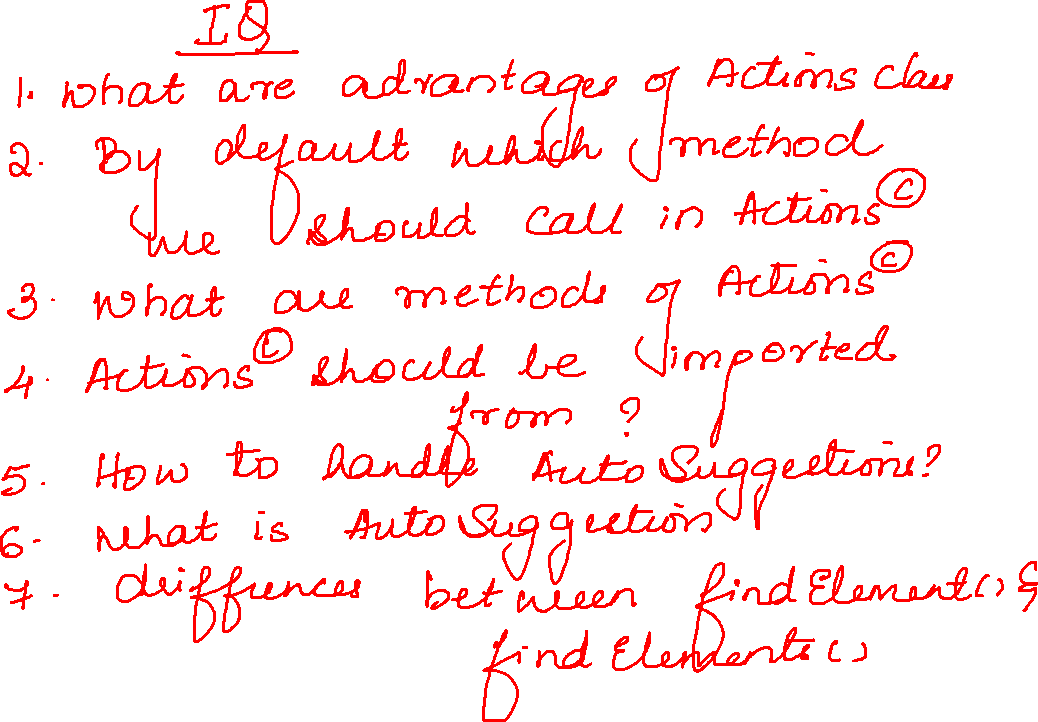 IQ
1. What are advantages of Actions class
2. By default which method
we should call in Actions ©
3. What are methods of Actions ©
4. Actions © should be imported
from ?
5. How to handle Auto Suggestions?
6. What is Auto Suggestion
7. diiffrences between findElement() &
findElements()